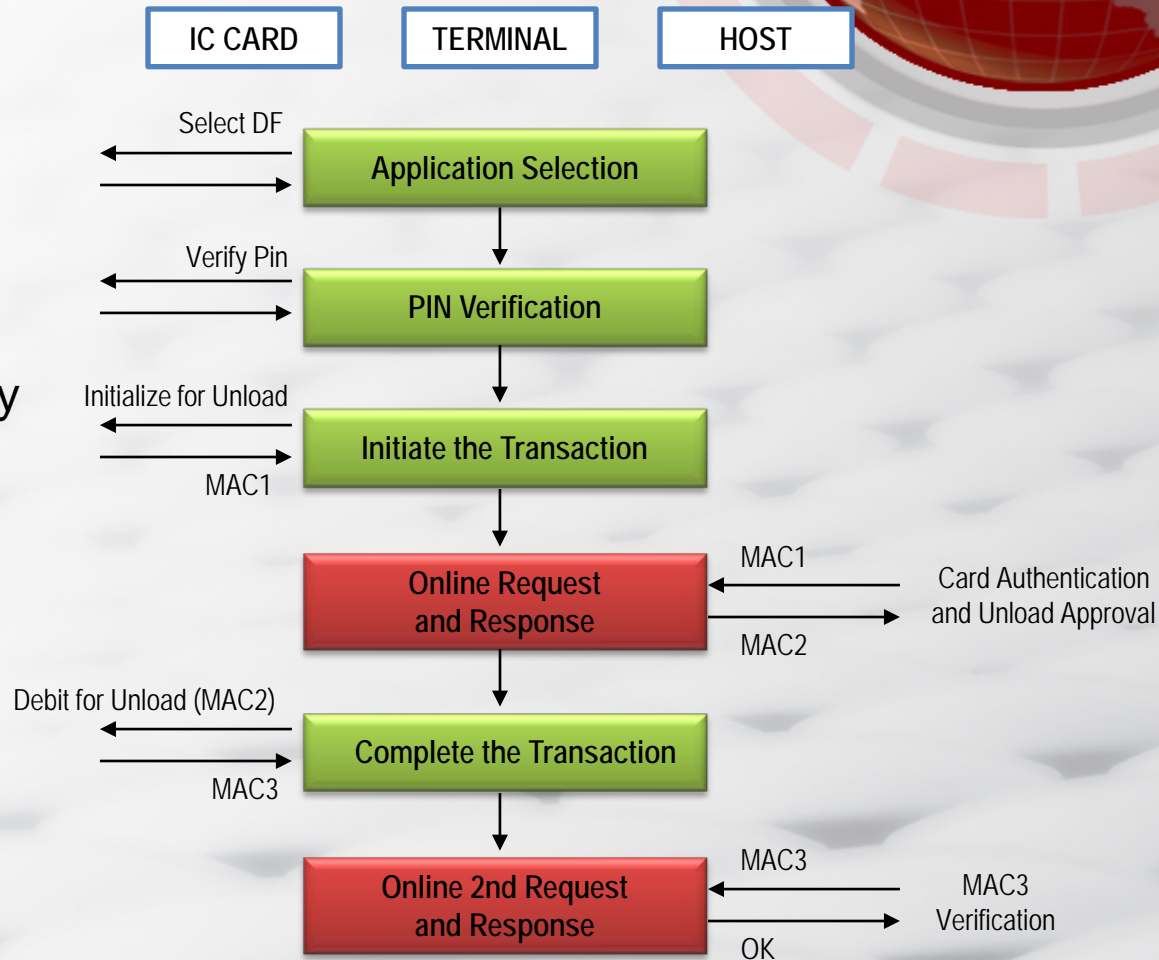 IC CARD
TERMINAL
HOST
Select DF
Application Selection
Verify Pin
PIN Verification
y
Initialize for Unload
Initiate the Transaction
MAC1
Online Request
and Response
MAC1
MAC2
Card Authentication
and Unload Approval
Debit for Unload (MAC2)
Complete the Transaction
MAC3
Online 2nd Request
and Response
MAC3
OK
MAC3
Verification